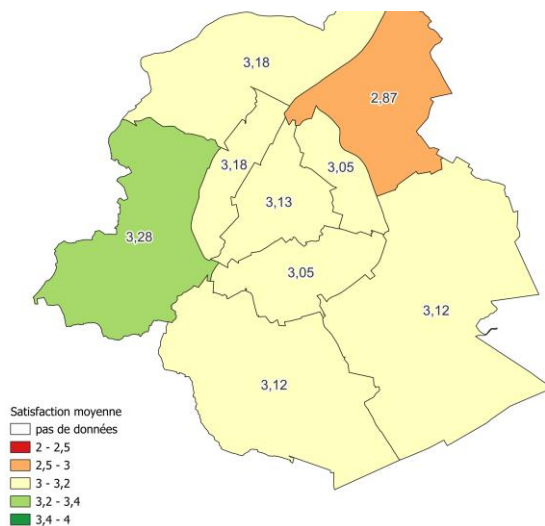 3,18
2,87
3,18
3,05
3,13
3,28
3,05
3,12
3,12
Satisfaction moyenne
pas de données
2 - 2,5
2,5 - 3
3 - 3,2
3,2 - 3,4
3,4 - 4